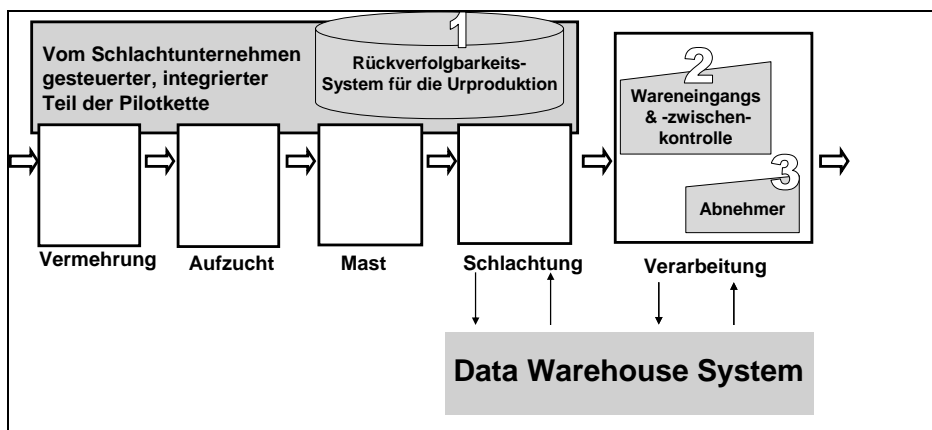 Vom Schlachtunternehmen
gesteuerter, integrierter
Teil der Pilotkette
1
Rückverfolgbarkeits-
System für die Urproduktion
2
Wareneingangs
& -zwischen-
kontrolle
3
Abnehmer
Vermehrung
Aufzucht
Mast
Schlachtung
Verarbeitung
Data Warehouse System